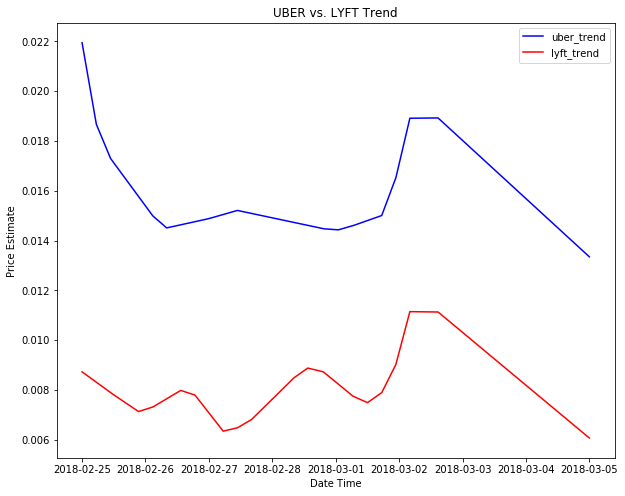 UBER vs. LYFT Trend
uber_trend
lyft_trend
Price Estimate
0.022
0.020
0.018
0.016
0.014
0.012
0.010
0.008
0.006
2018-02-25 2018-02-26 2018-02-27 2018-02-28 2018-03-01 2018-03-02 2018-03-03 2018-03-04 2018-03-05
Date Time